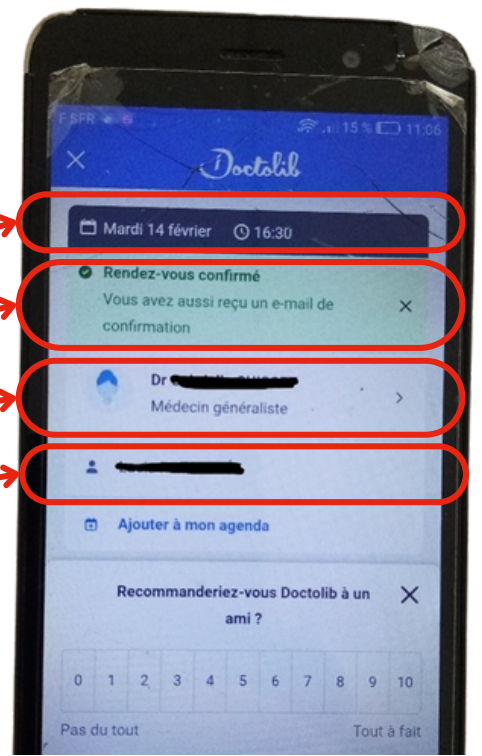 F SFR 15 % 11:06
Doctolib
Mardi 14 février 16:30
Rendez-vous confirmé
Vous avez aussi reçu un e-mail de
confirmation
Dr
Médecin généraliste
Ajouter à mon agenda
Recommanderiez-vous Doctolib à un
ami ?
0 1 2 3 4 5 6 7 8 9 10
Pas du tout Tout à fait